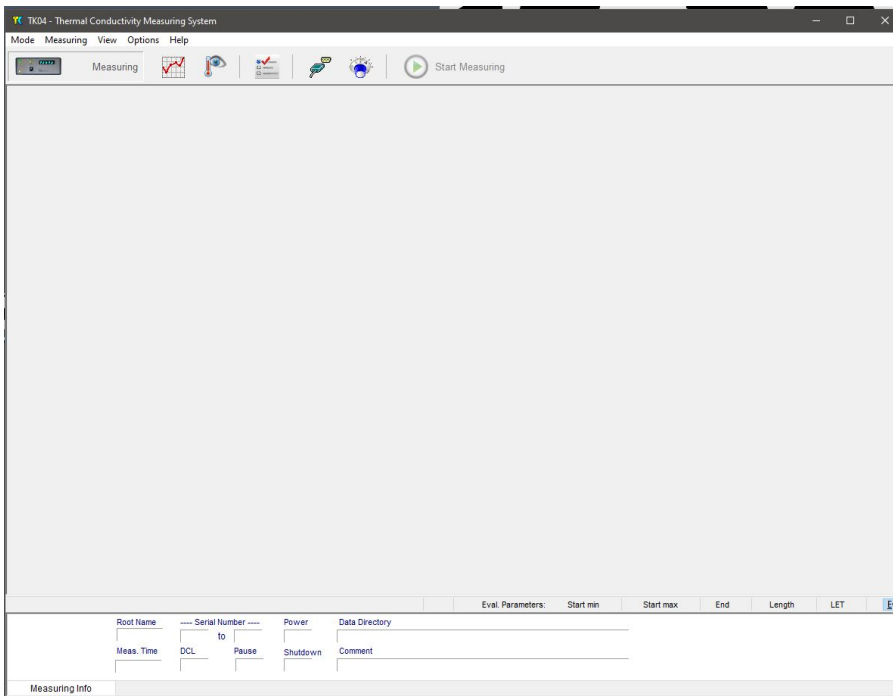 TK04 - Thermal Conductivity Measuring System
Mode Measuring View Options Help
Measuring Start Measuring
Eval. Parameters: Start min Start max End Length LET
Root Name ---- Serial Number ---- Power Data Directory
to
Meas. Time DCL Pause Shutdown Comment
Measuring Info